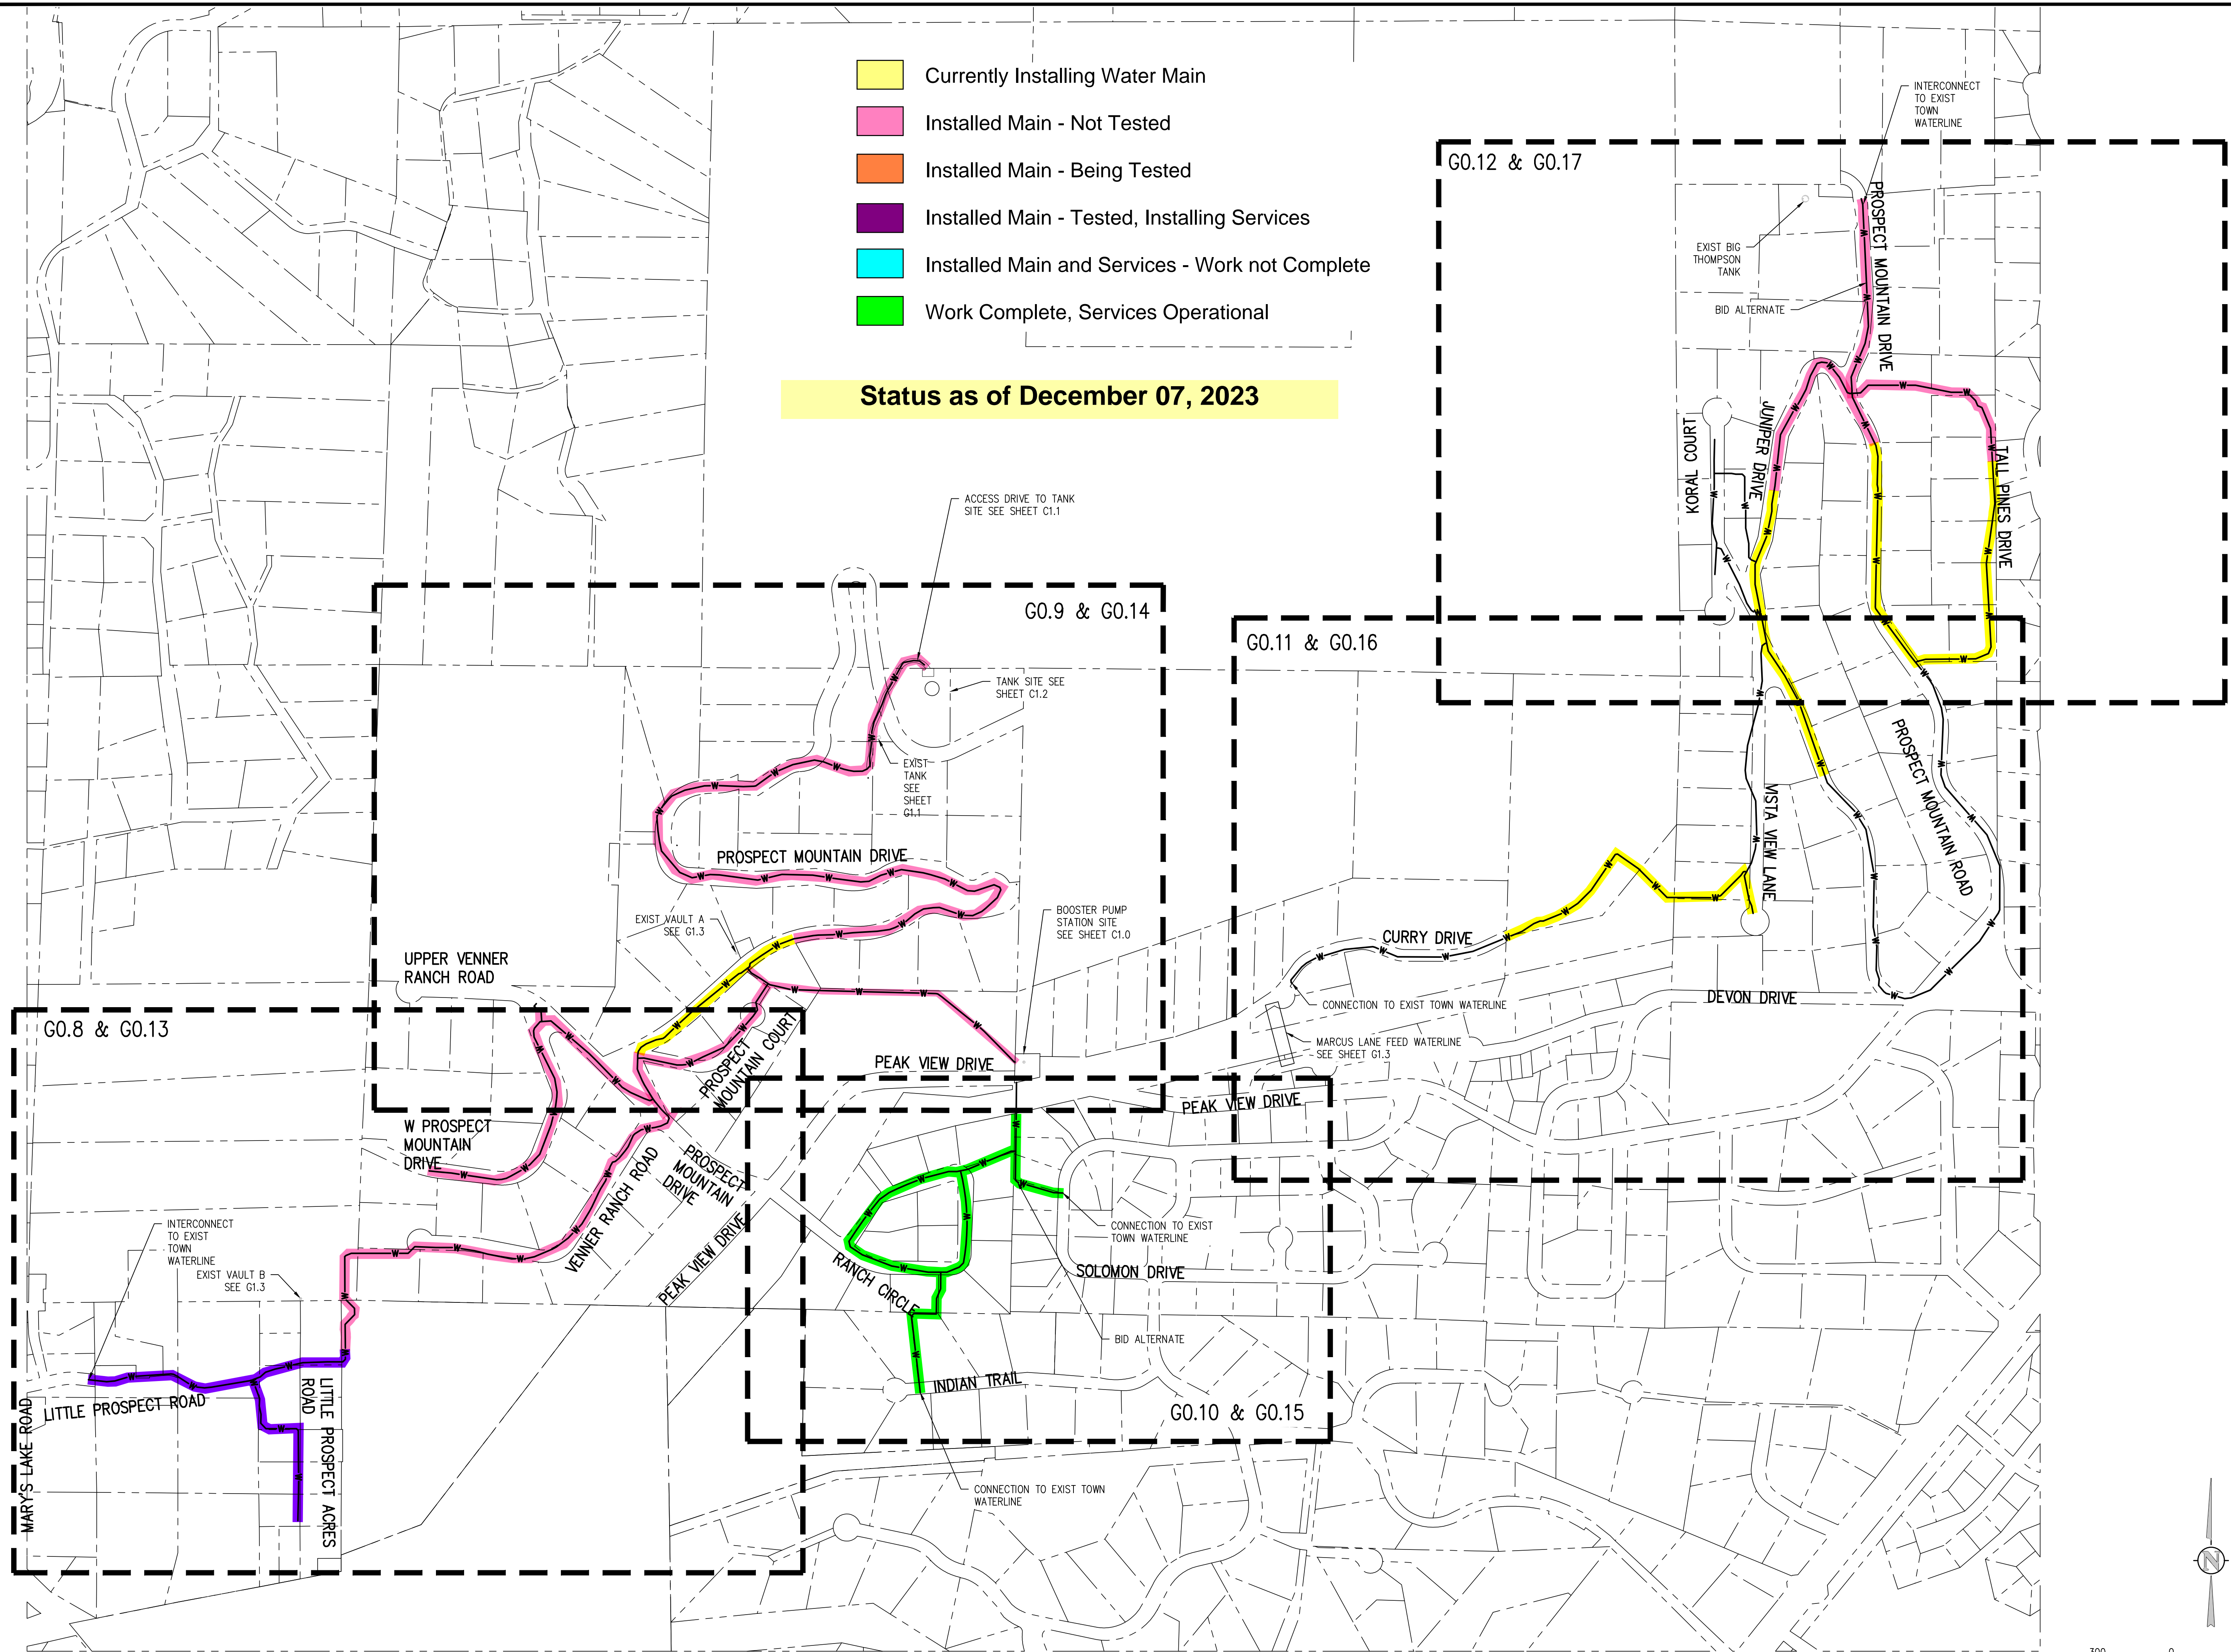 Currently Installing Water Main
Installed Main - Not Tested
Installed Main - Being Tested
Installed Main - Tested, Installing Services
Installed Main and Services - Work not Complete
Work Complete, Services Operational
Status as of December 07, 2023
INTERCONNECT
TO EXIST
TOWN
WATERLINE
G0.12 & G0.17
PROSPECT MOUNTAIN DRIVE
EXIST BIG
THOMPSON
TANK
BID ALTERNATE
KORAL COURT
JUNIPER DRIVE
TALL PINES DRIVE
ACCESS DRIVE TO TANK
SITE SEE SHEET C1.1
G0.9 & G0.14
G0.11 & G0.16
TANK SITE SEE
SHEET C1.2
EXIST
TANK
SEE
SHEET
G1.1
PROSPECT MOUNTAIN ROAD
VISTA VIEW LANE
PROSPECT MOUNTAIN DRIVE
EXIST VAULT A
SEE G1.3
BOOSTER PUMP
STATION SITE
SEE SHEET C1.0
CURRY DRIVE
UPPER VENNER
RANCH ROAD
CONNECTION TO EXIST TOWN WATERLINE
DEVON DRIVE
G0.8 & G0.13
MARCUS LANE FEED WATERLINE
SEE SHEET G1.3
PROSPECT
MOUNTAIN COURT
PEAK VIEW DRIVE
PEAK VIEW DRIVE
W PROSPECT
MOUNTAIN
DRIVE
VENNER RANCH ROAD
PROSPECT
MOUNTAIN
DRIVE
PEAK VIEW DRIVE
INTERCONNECT
TO EXIST
TOWN
WATERLINE
EXIST VAULT B
SEE G1.3
CONNECTION TO EXIST
TOWN WATERLINE
RANCH CIRCLE
SOLOMON DRIVE
BID ALTERNATE
INDIAN TRAIL
G0.10 & G0.15
LITTLE PROSPECT ROAD
LITTLE PROSPECT ACRES
ROAD
MARY'S LAKE ROAD
CONNECTION TO EXIST TOWN
WATERLINE
N
300
0